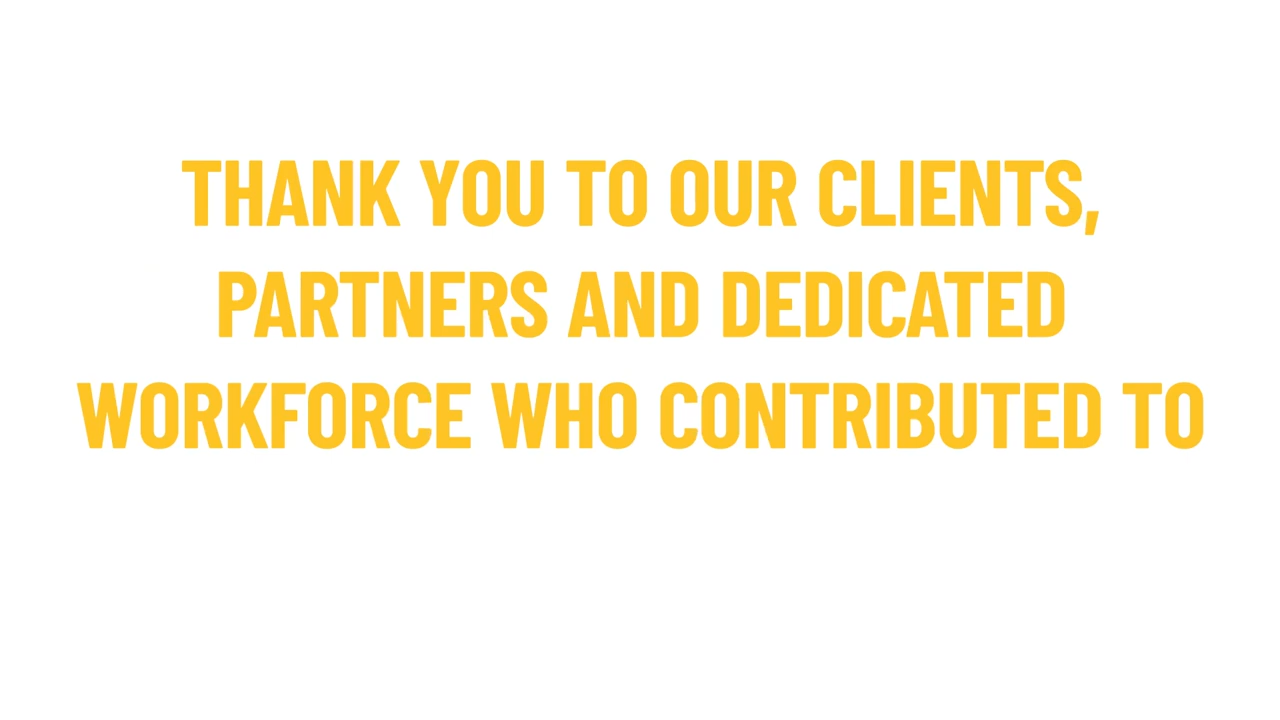 THANK YOU TO OUR CLIENTS,
PARTNERS AND DEDICATED
WORKFORCE WHO CONTRIBUTED TO